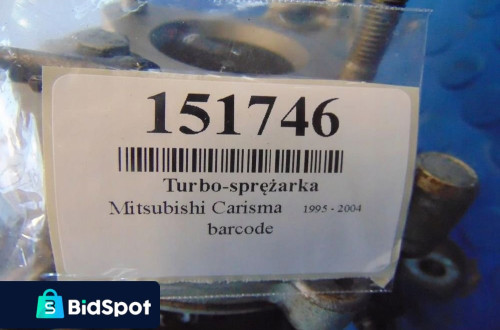 151746
Turbo-sprężarka
Mitsubishi Carisma 1995 - 2004
barcode
S BidSpot